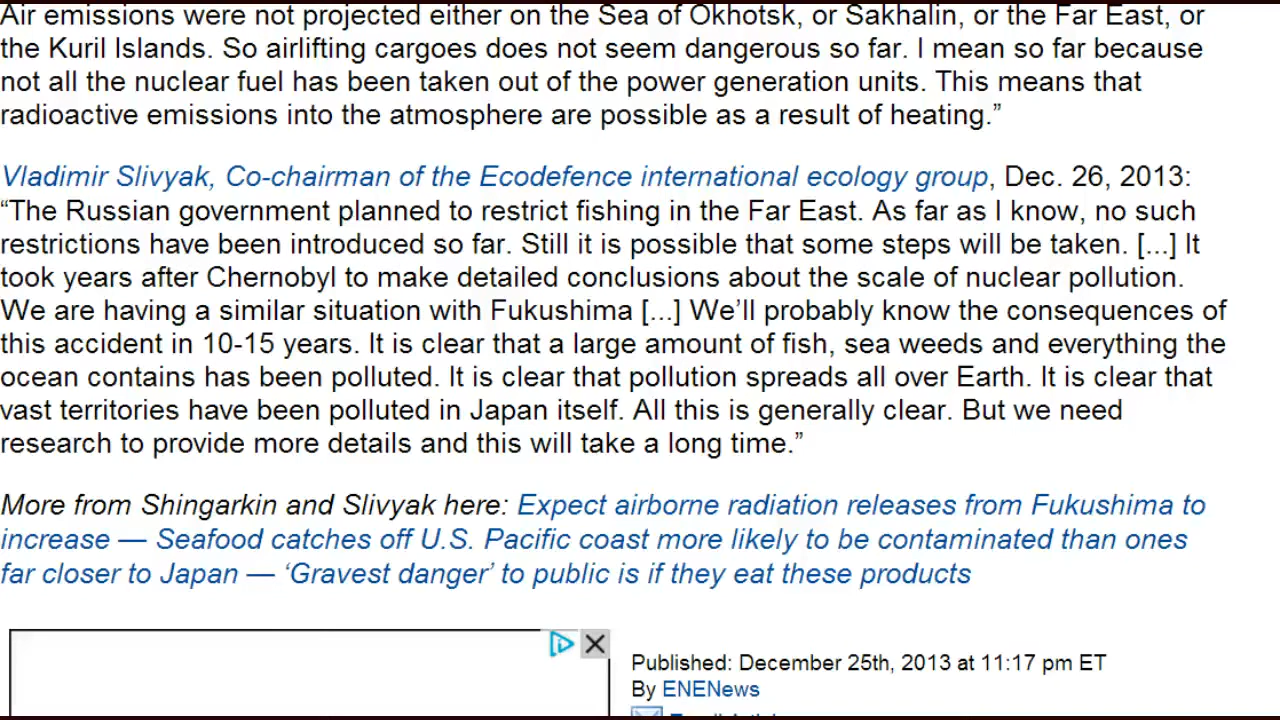 Air emissions were not projected either on the Sea of Okhotsk, or Sakhalin, or the Far East, or
the Kuril Islands. So airlifting cargoes does not seem dangerous so far. I mean so far because
not all the nuclear fuel has been taken out of the power generation units. This means that
radioactive emissions into the atmosphere are possible as a result of heating.”
Vladimir Slivyak, Co-chairman of the Ecodefence international ecology group, Dec. 26, 2013:
“The Russian government planned to restrict fishing in the Far East. As far as I know, no such
restrictions have been introduced so far. Still it is possible that some steps will be taken. [...] It
took years after Chernobyl to make detailed conclusions about the scale of nuclear pollution.
We are having a similar situation with Fukushima [...] We’ll probably know the consequences of
this accident in 10-15 years. It is clear that a large amount of fish, sea weeds and everything the
ocean contains has been polluted. It is clear that pollution spreads all over Earth. It is clear that
vast territories have been polluted in Japan itself. All this is generally clear. But we need
research to provide more details and this will take a long time.”
More from Shingarkin and Slivyak here: Expect airborne radiation releases from Fukushima to
increase — Seafood catches off U.S. Pacific coast more likely to be contaminated than ones
far closer to Japan — ‘Gravest danger’ to public is if they eat these products
Published: December 25th, 2013 at 11:17 pm ET
By ENENews